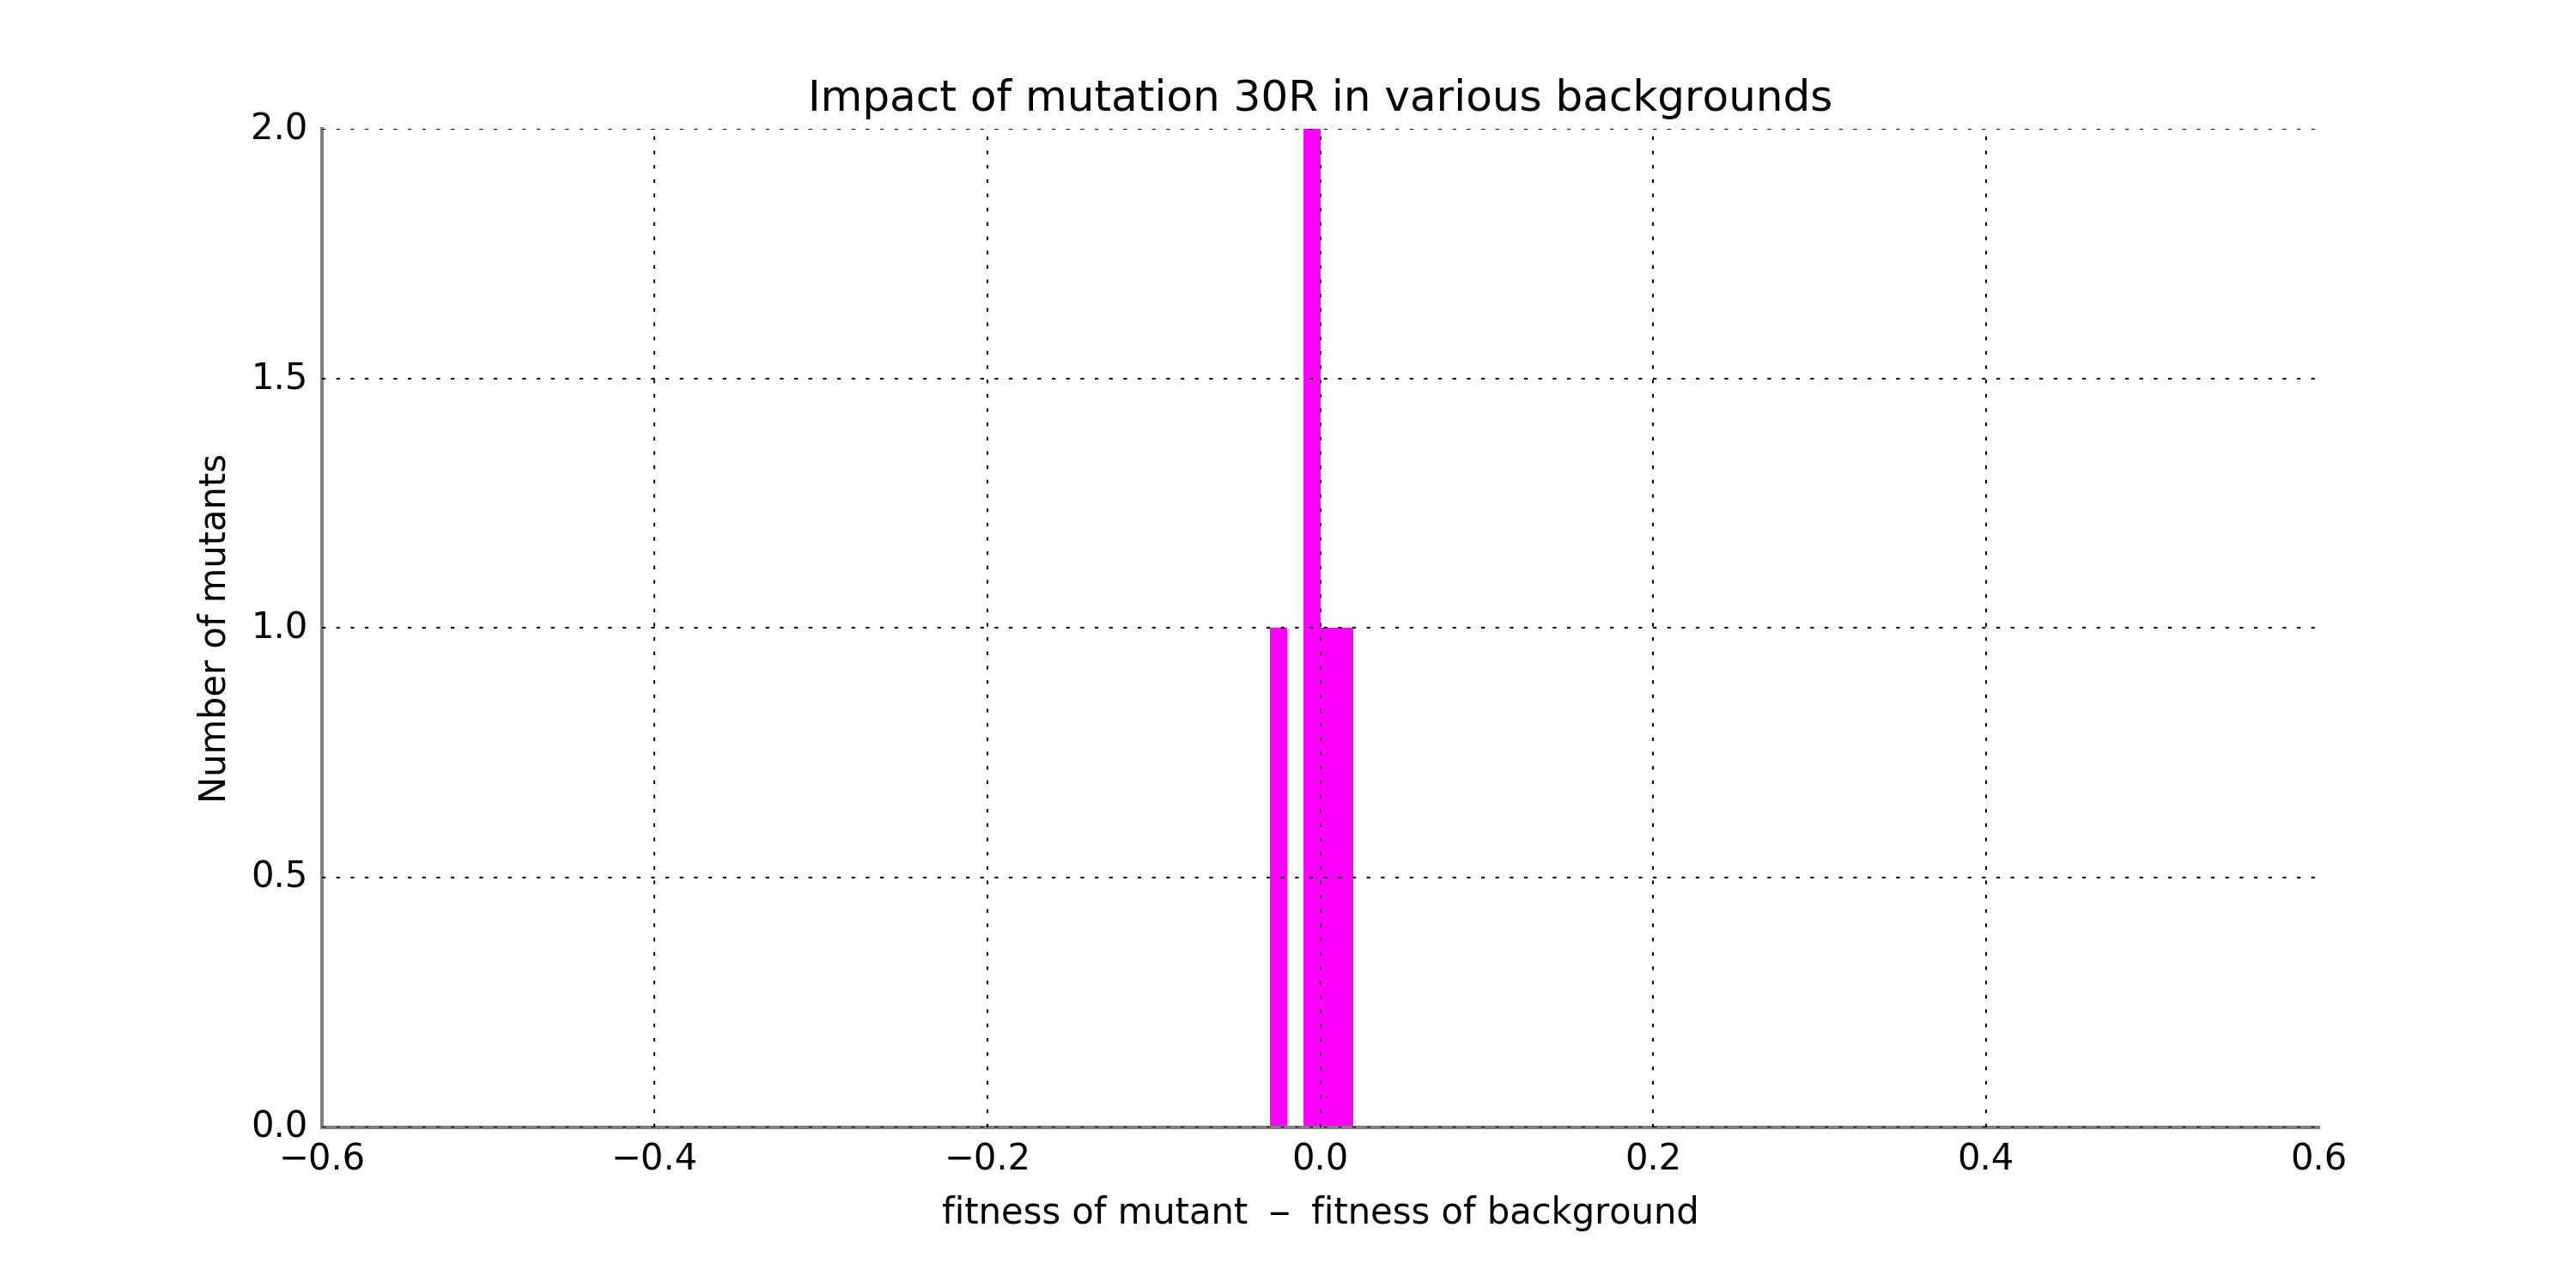 Impact of mutation 30R in various backgrounds
2.0
1.5
1.0
0.5
0.0
Number of mutants
−0.6 −0.4 −0.2 0.0 0.2 0.4 0.6
fitness of mutant − fitness of background